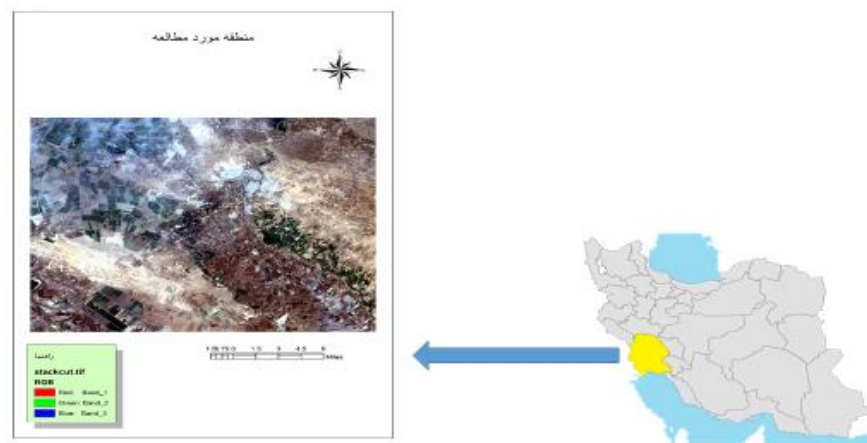 منطقه مورد مطالعه
راهنما
stackcut.tif
RGB
Red: Band_1
Green: Band_2
Blue: Band_3
Miles